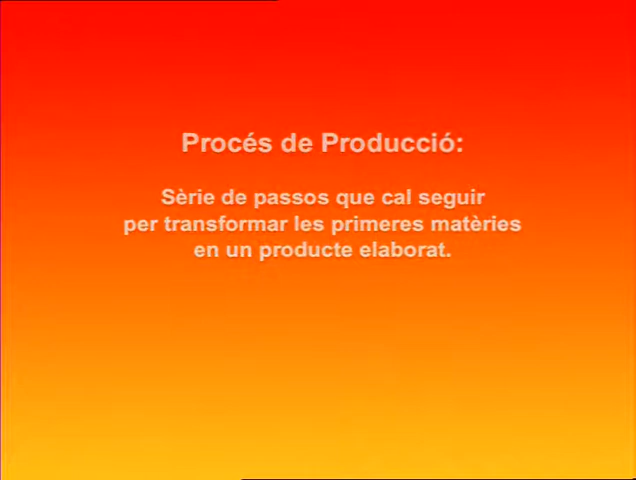 Procés de Producció:
Sèrie de passos que cal seguir
per transformar les primeres matèries
en un producte elaborat.